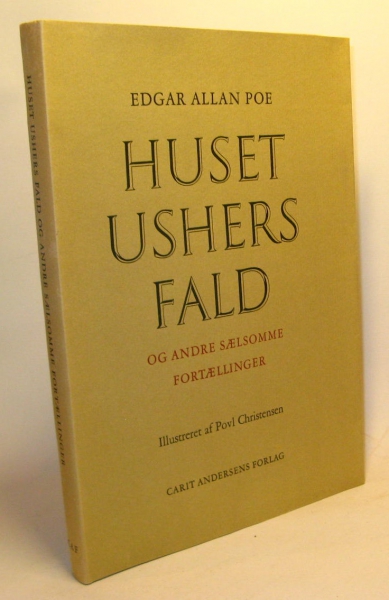 EDGAR ALLAN POE
HUSET
USHERS
FALD
OG ANDRE SÆLSOMME
FORTÆLLINGER
Illustreret af Povl Christensen
CARIT ANDERSENS FORLAG
HUSET USHERS FALD OG ANDRE SÆLSOMME FORTÆLLINGER